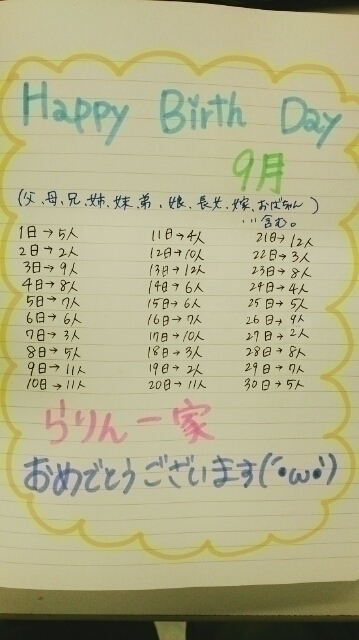 Happy Birth Day
9月
(父、母、兄、姉、妹、弟、娘、長女、嫁、おばちゃん)
...含む。
1日→5人
2日→2人
3日→9人
4日→8人
5日→7人
6日→6人
7日→3人
8日→5人
9日→11人
10日→11人
11日→4人
12日→10人
13日→12人
14日→6人
15日→6人
16日→7人
17日→10人
18日→3人
19日→2人
20日→11人
21日→12人
22日→3人
23日→8人
24日→4人
25日→5人
26日→9人
27日→2人
28日→8人
29日→7人
30日→5人
らりん一家
おめでとうございます(´•ω•`)